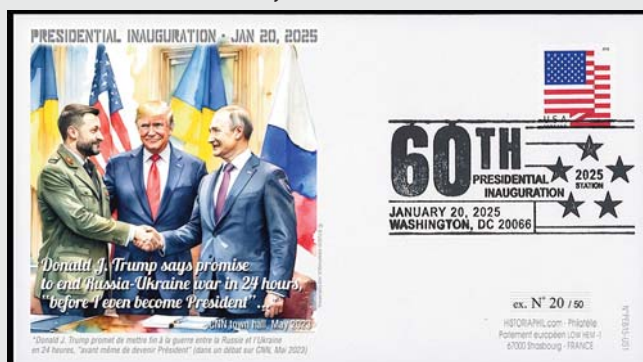 PRESIDENTIAL INAUGURATION • JAN 20, 2025
Donald J. Trump says promise
to end Russia-Ukraine war in 24 hours,
"before I even become President"...
CNN town hall, May 2023
"Donald J. Trump promet de mettre fin à la guerre entre la Russie et l'Ukraine
en 24 heures, "avant même de devenir Président" (dans un débat sur CNN, Mai 2023)
USA
60TH
PRESIDENTIAL
INAUGURATION
2025
STATION
JANUARY 20, 2025
WASHINGTON, DC 20066
ex. N° 20 / 50
HISTORIAPHIL.com - Philatélie
Parlement européen LOW HEM -1
67000 Strasbourg - FRANCE